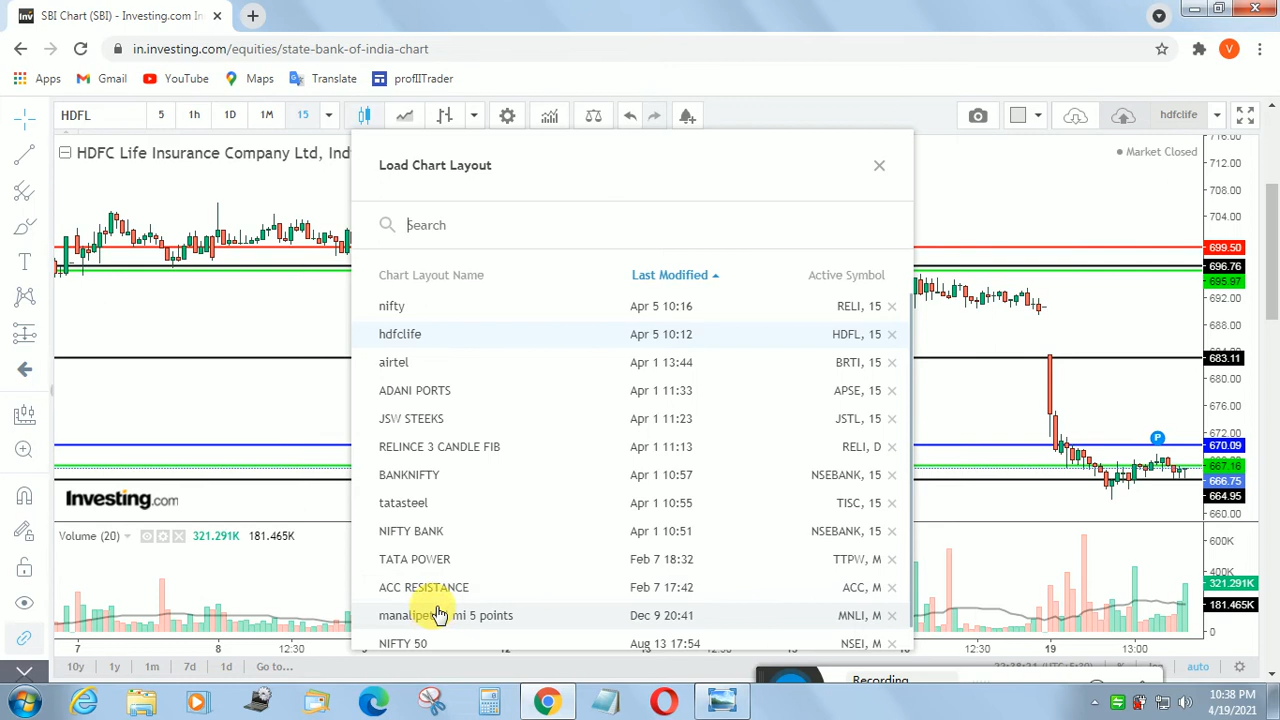 SBI Chart (SBI) - Investing.com In
in.investing.com/equities/state-bank-of-india-chart
V
Apps Gmail YouTube Maps Translate profIITrader
HDFL 5 1h 1D 1M 15 hdfclife
HDFC Life Insurance Company Ltd, Ind
Market Closed
Load Chart Layout
Search
Chart Layout Name Last Modified Active Symbol
nifty Apr 5 10:16 RELI, 15
hdfclife Apr 5 10:12 HDFL, 15
airtel Apr 1 13:44 BRTI, 15
ADANI PORTS Apr 1 11:33 APSE, 15
JSW STEEKS Apr 1 11:23 JSTL, 15
RELINCE 3 CANDLE FIB Apr 1 11:13 RELI, D
BANKNIFTY Apr 1 10:57 NSEBANK, 15
tatasteel Apr 1 10:55 TISC, 15
NIFTY BANK Apr 1 10:51 NSEBANK, 15
TATA POWER Feb 7 18:32 TTPW, M
ACC RESISTANCE Feb 7 17:42 ACC, M
5 points Dec 9 20:41 MNLI, M
NIFTY 50 Aug 13 17:54 NSEI, M
716.00
712.00
708.00
704.00
699.50
696.76
695.97
692.00
688.00
683.11
680.00
676.00
672.00
670.09
667.16
666.75
664.95
660.00
P
Investing.com
Volume (20) 321.291K 181.465K
600K
400K
321.291K
181.465K
0
7 8 12:30 12 13 12:30 19 13:00
10y 1y 1m 7d 1d Go to... auto
Recording
10:38 PM
4/19/2021